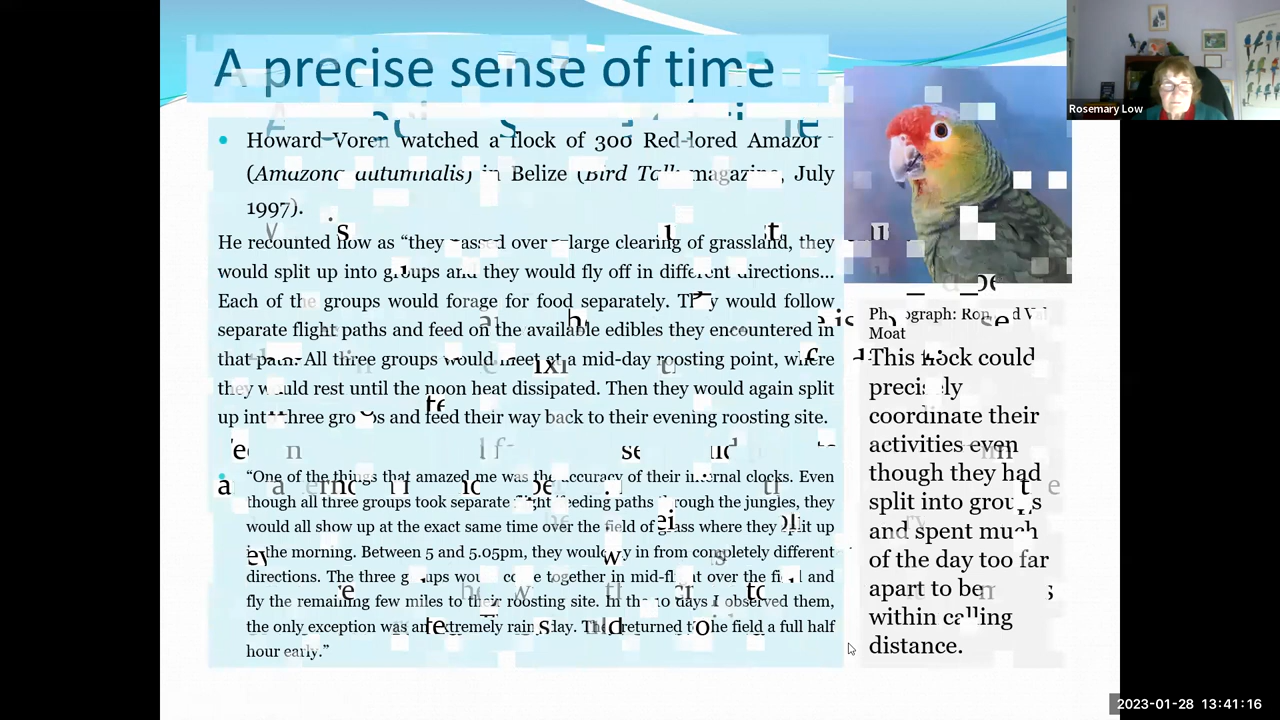 A precise sense of time
Howard Voren watched a flock of 300 Red-lored Amazon
(Amazona autumnalis) in Belize (Bird Talk magazine, July
1997).
He recounted how as “they passed over a large clearing of grassland, they
would split up into groups and they would fly off in different directions...
Each of the groups would forage for food separately. They would follow
separate flight paths and feed on the available edibles they encountered in
that path. All three groups would meet at a mid-day roosting point, where
they would rest until the noon heat dissipated. Then they would again split
up into three groups and feed their way back to their evening roosting site.
“One of the things that amazed me was the accuracy of their internal clocks. Even
though all three groups took separate flight feeding paths through the jungles, they
would all show up at the exact same time over the field of grass where they split up
in the morning. Between 5 and 5.05pm, they would fly in from completely different
directions. The three groups would come together in mid-flight over the field and
fly the remaining few miles to their roosting site. In the 10 days I observed them,
the only exception was an extremely rainy day. They returned to the field a full half
hour early.”
Photograph: Ron and
Moat
This flock could
precisely
coordinate their
activities even
though they had
split into groups
and spent much
of the day too far
apart to be
within calling
distance.
Rosemary Low
2023-01-28 13:41:16